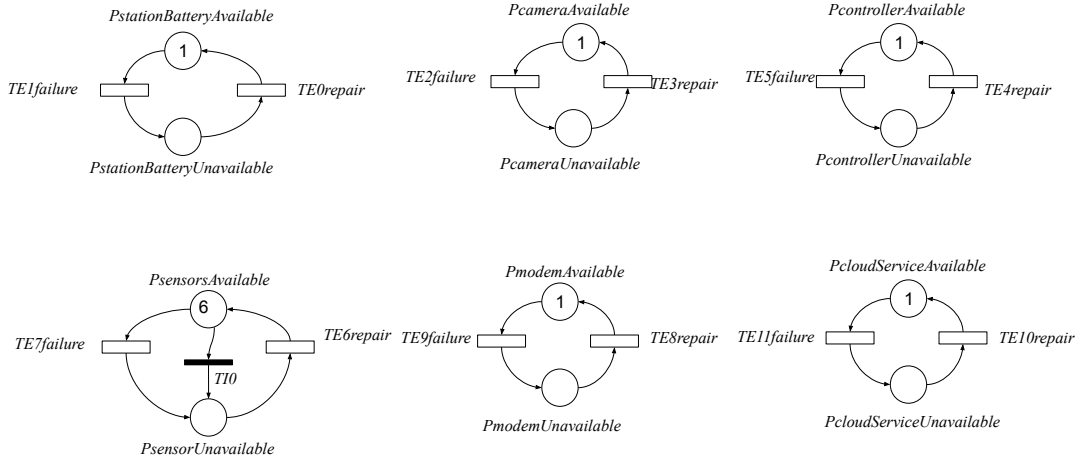 PstationBatteryAvailable
1
TE1failure
TE0repair
PstationBatteryUnavailable
PcameraAvailable
1
TE2failure
TE3repair
PcameraUnavailable
PcontrollerAvailable
1
TE5failure
TE4repair
PcontrollerUnavailable
PsensorsAvailable
6
TE7failure
TE6repair
TI0
PsensorUnavailable
PmodemAvailable
1
TE9failure
TE8repair
PmodemUnavailable
PcloudServiceAvailable
1
TE11failure
TE10repair
PcloudServiceUnavailable